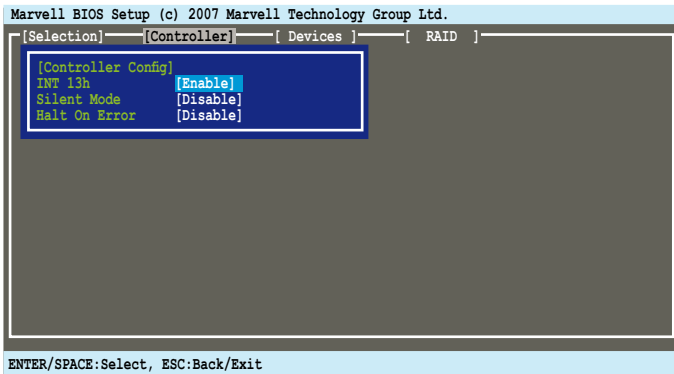 Marvell BIOS Setup (c) 2007 Marvell Technology Group Ltd.
[Selection] [Controller] [ Devices ] [ RAID ]
[Controller Config]
INT 13h [Enable]
Silent Mode [Disable]
Halt On Error [Disable]
ENTER/SPACE:Select, ESC:Back/Exit